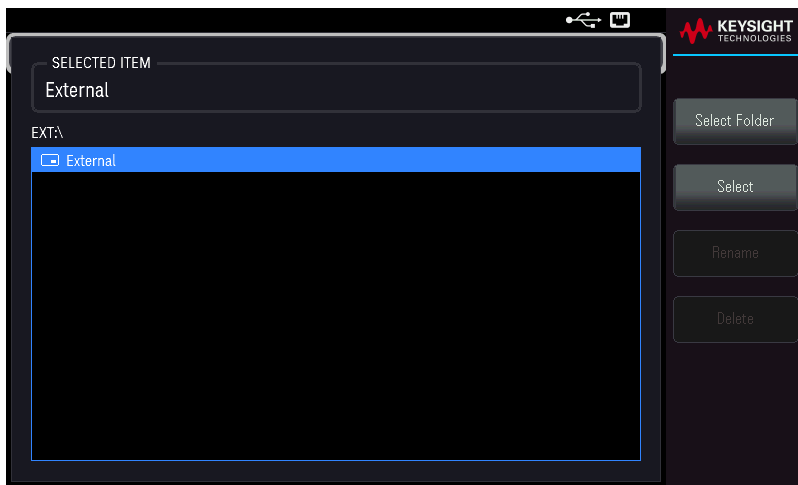 KEYSIGHT
TECHNOLOGIES
SELECTED ITEM
External
EXT:\
External
Select Folder
Select
Rename
Delete